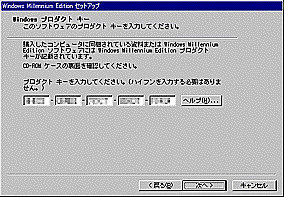 Windows Millennium Edition セットアップ
Windows プロダクト キー
このソフトウェアのプロダクト キーを入力してください。
購入したコンピュータに同梱されている資料または Windows Millennium
Edition ソフトウェアには Windows Millennium Edition プロダクト
キーが記載されています。
CD-ROM ケースの裏面を確認してください。
プロダクト キーを入力してください。(ハイフンを入力する必要はありま
せん。)
- - - - ヘルプ(H)...
< 戻る(B) 次へ > キャンセル